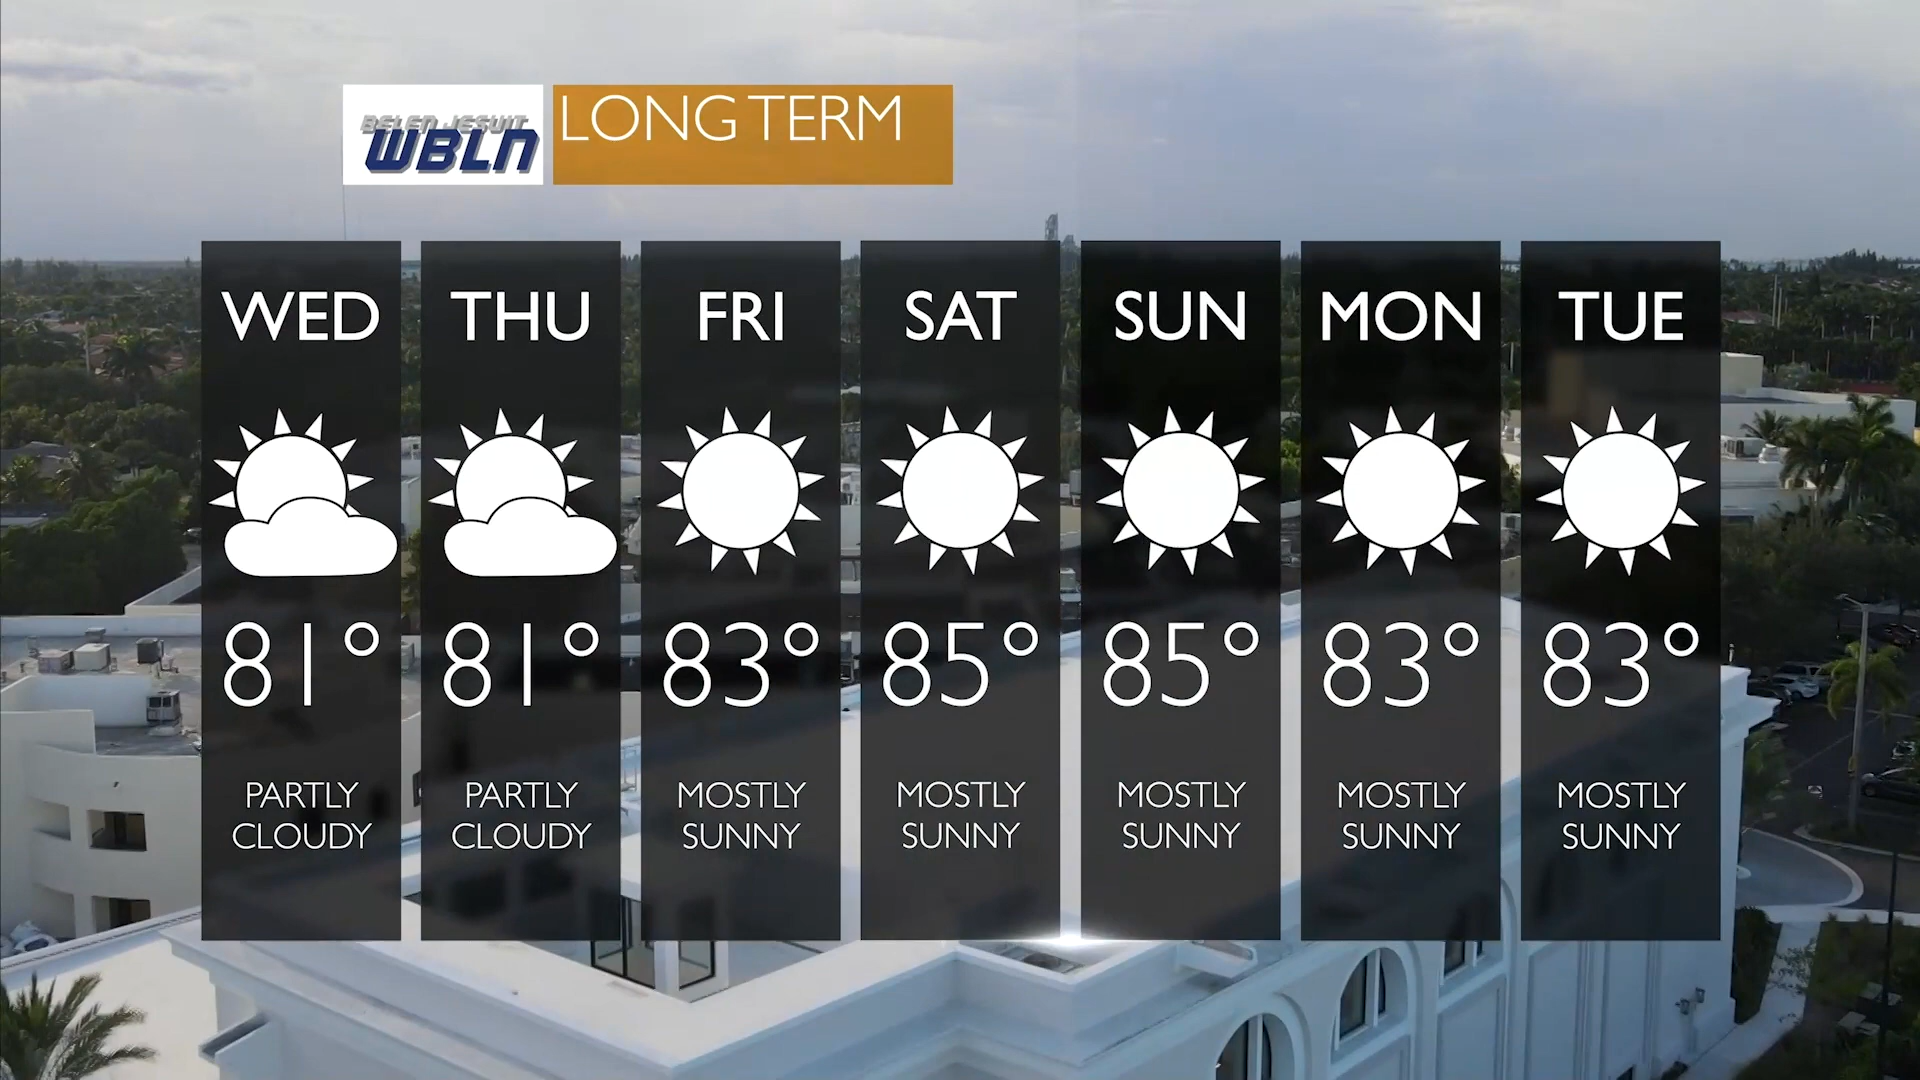 BELEN JESUIT
WBLN
LONG TERM
WED
THU
FRI
SAT
SUN
MON
TUE
81°
81°
83°
85°
85°
83°
83°
PARTLY
CLOUDY
PARTLY
CLOUDY
MOSTLY
SUNNY
MOSTLY
SUNNY
MOSTLY
SUNNY
MOSTLY
SUNNY
MOSTLY
SUNNY